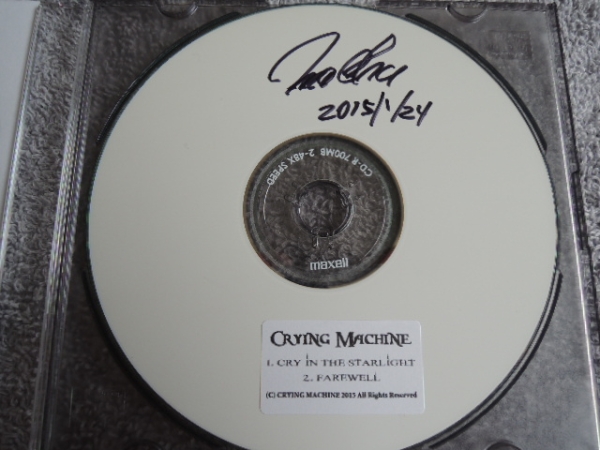 2015/1/24
CD-R 700MB 2-48X SPEED
maxell
CRYING MACHINE
1. CRY IN THE STARLIGHT
2. FAREWELL
(C) CRYING MACHINE 2015 All Rights Reserved